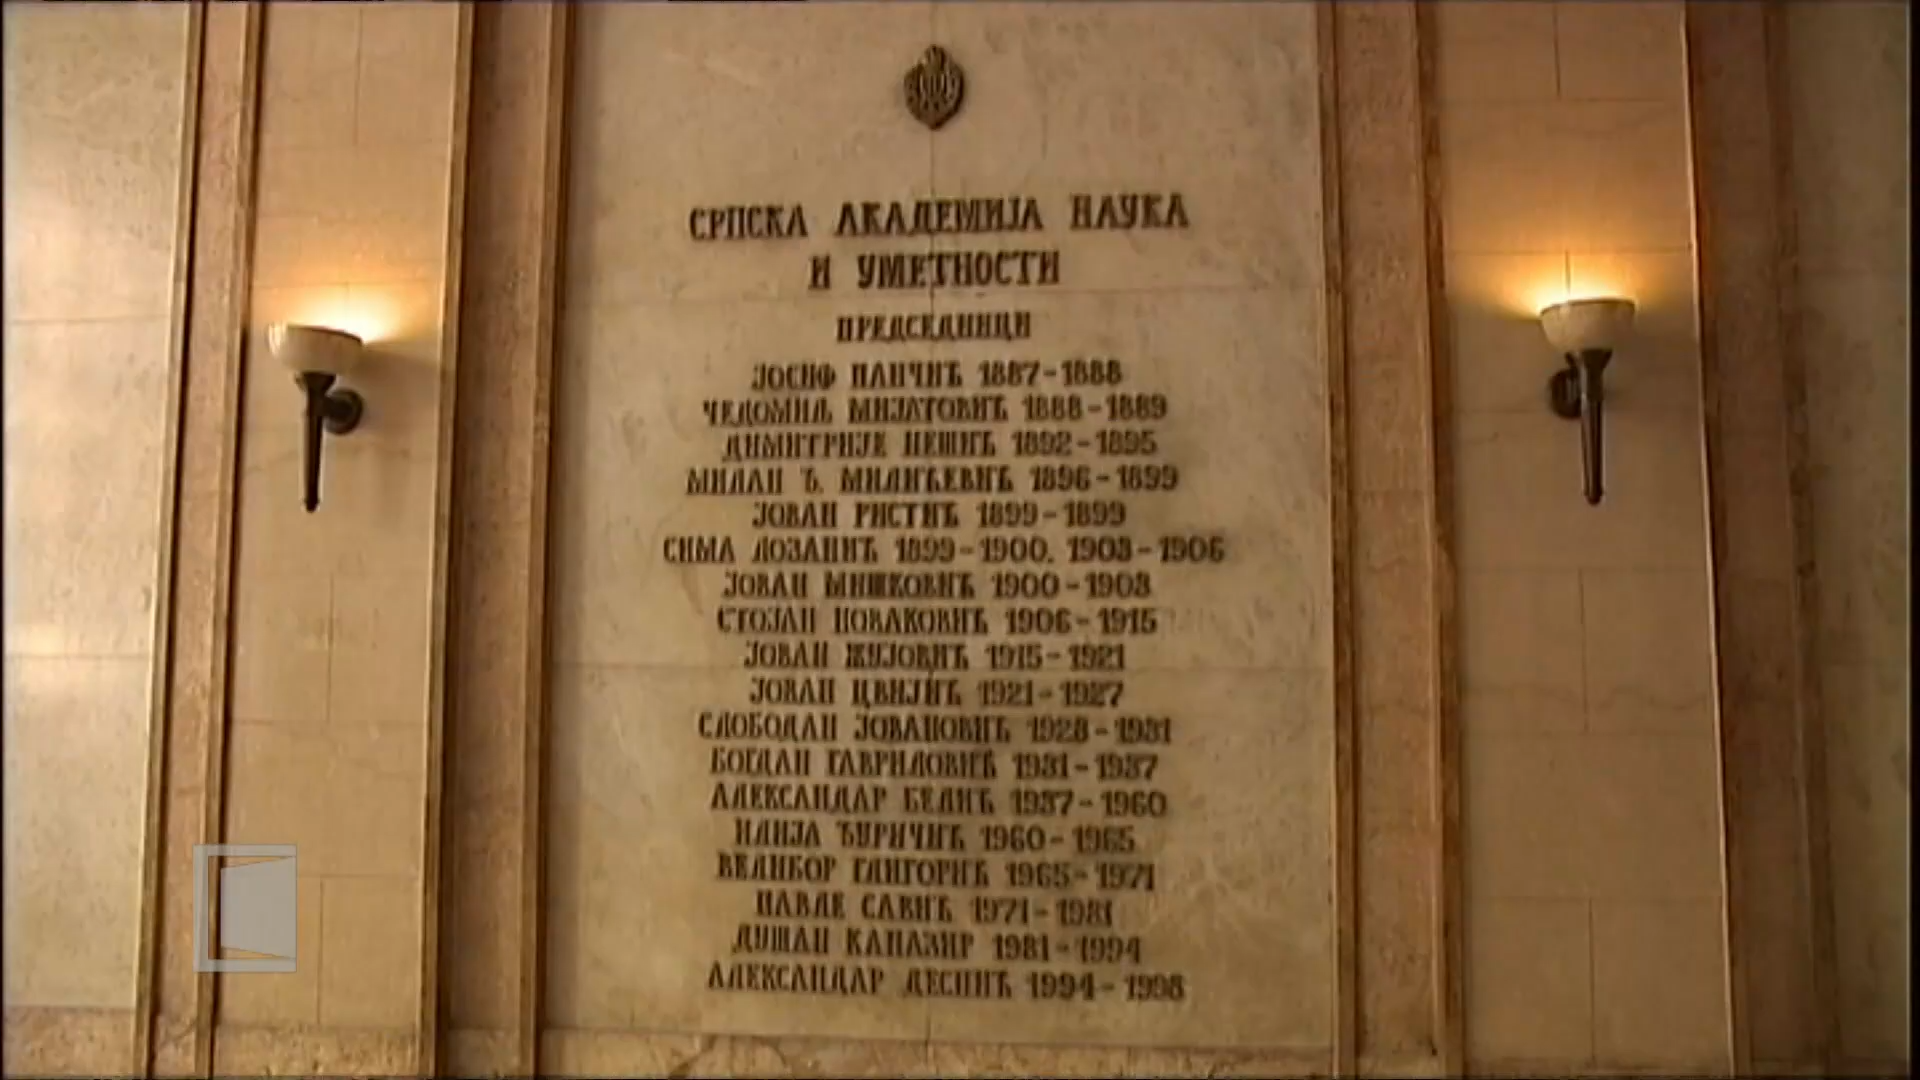 СРПСКА АКАДЕМИЈА НАУКА
И УМЕТНОСТИ
ПРЕДСЕДНИЦИ
ЈОСИФ ПАНЧИЋ 1887-1888
ЧЕДОМИЉ МИЈАТОВИЋ 1888-1889
ДИМИТРИЈЕ НЕШИЋ 1892-1895
МИЛАН Ђ. МИЛИЋЕВИЋ 1896-1899
ЈОВАН РИСТИЋ 1899-1899
СИМА ЛОЗАНИЋ 1899-1900, 1903-1906
ЈОВАН МИШКОВИЋ 1900-1903
СТОЈАН НОВАКОВИЋ 1906-1915
ЈОВАН ЖУЈОВИЋ 1915-1921
ЈОВАН ЦВИЈИЋ 1921-1927
СЛОБОДАН ЈОВАНОВИЋ 1928-1931
БОГДАН ГАВРИЛОВИЋ 1931-1937
АЛЕКСАНДАР БЕЛИЋ 1937-1960
ИЛИЈА ЂУРИЧИЋ 1960-1965
ВЕЛИБОР ГЛИГОРИЋ 1965-1971
ПАВЛЕ САВИЋ 1971-1981
ДУШАН КАНАЗИР 1981-1994
АЛЕКСАНДАР ДЕСПИЋ 1994-1998